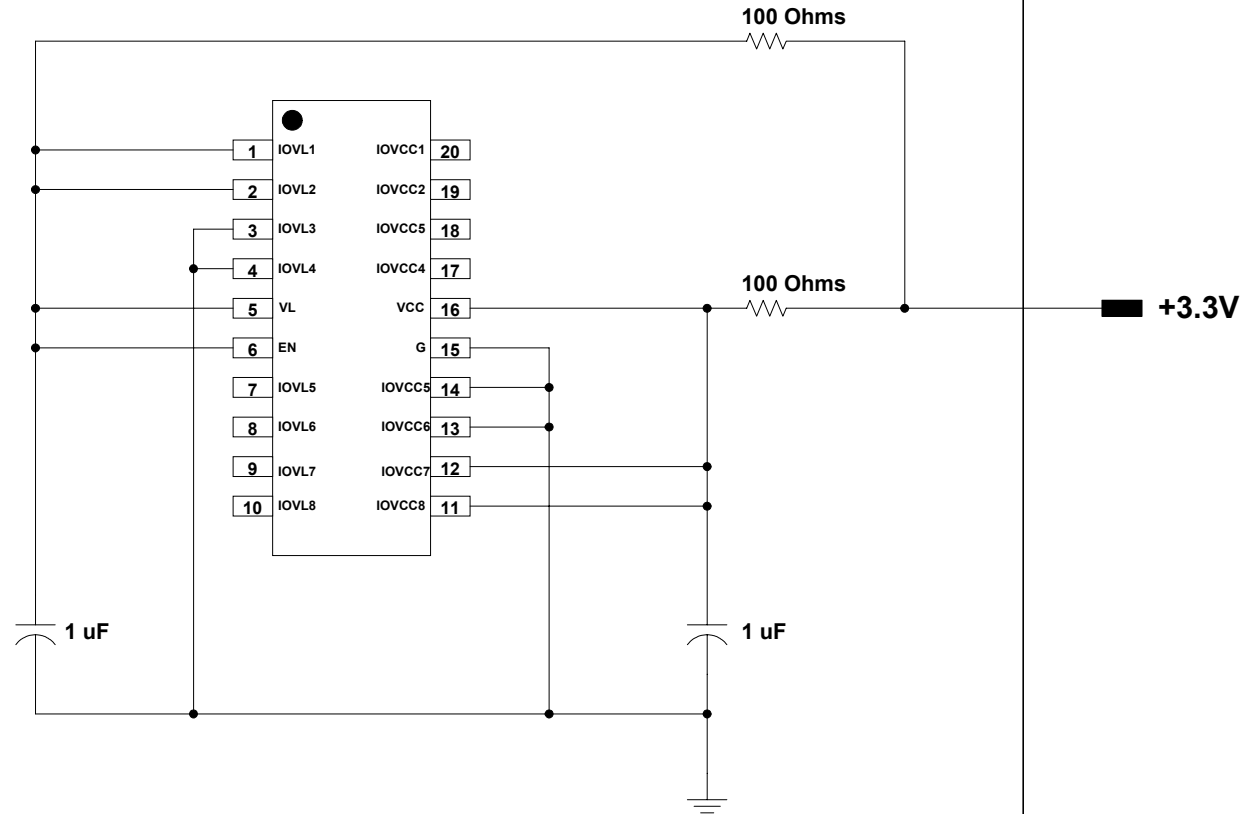 100 Ohms
1 IOVL1 IOVCC1 20
2 IOVL2 IOVCC2 19
3 IOVL3 IOVCC5 18
4 IOVL4 IOVCC4 17
100 Ohms
5 VL VCC 16
+3.3V
6 EN G 15
7 IOVL5 IOVCC5 14
8 IOVL6 IOVCC6 13
9 IOVL7 IOVCC7 12
10 IOVL8 IOVCC8 11
1 uF
1 uF